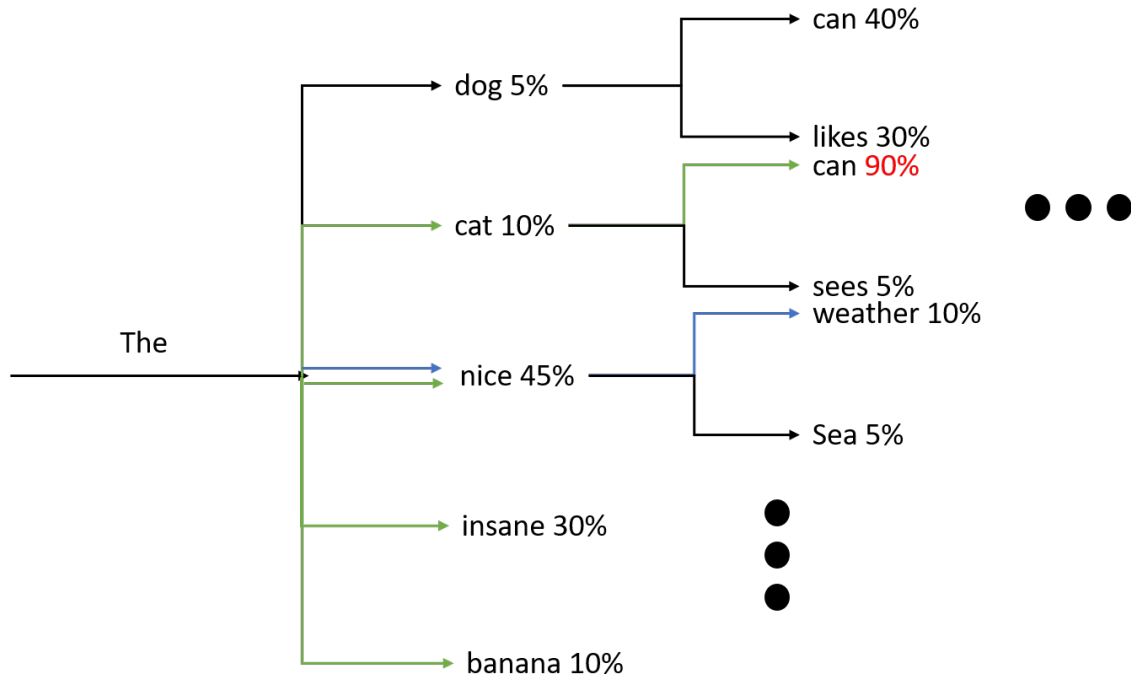 can 40%
dog 5%
likes 30%
can 90%
cat 10%
sees 5%
weather 10%
The
nice 45%
Sea 5%
insane 30%
banana 10%